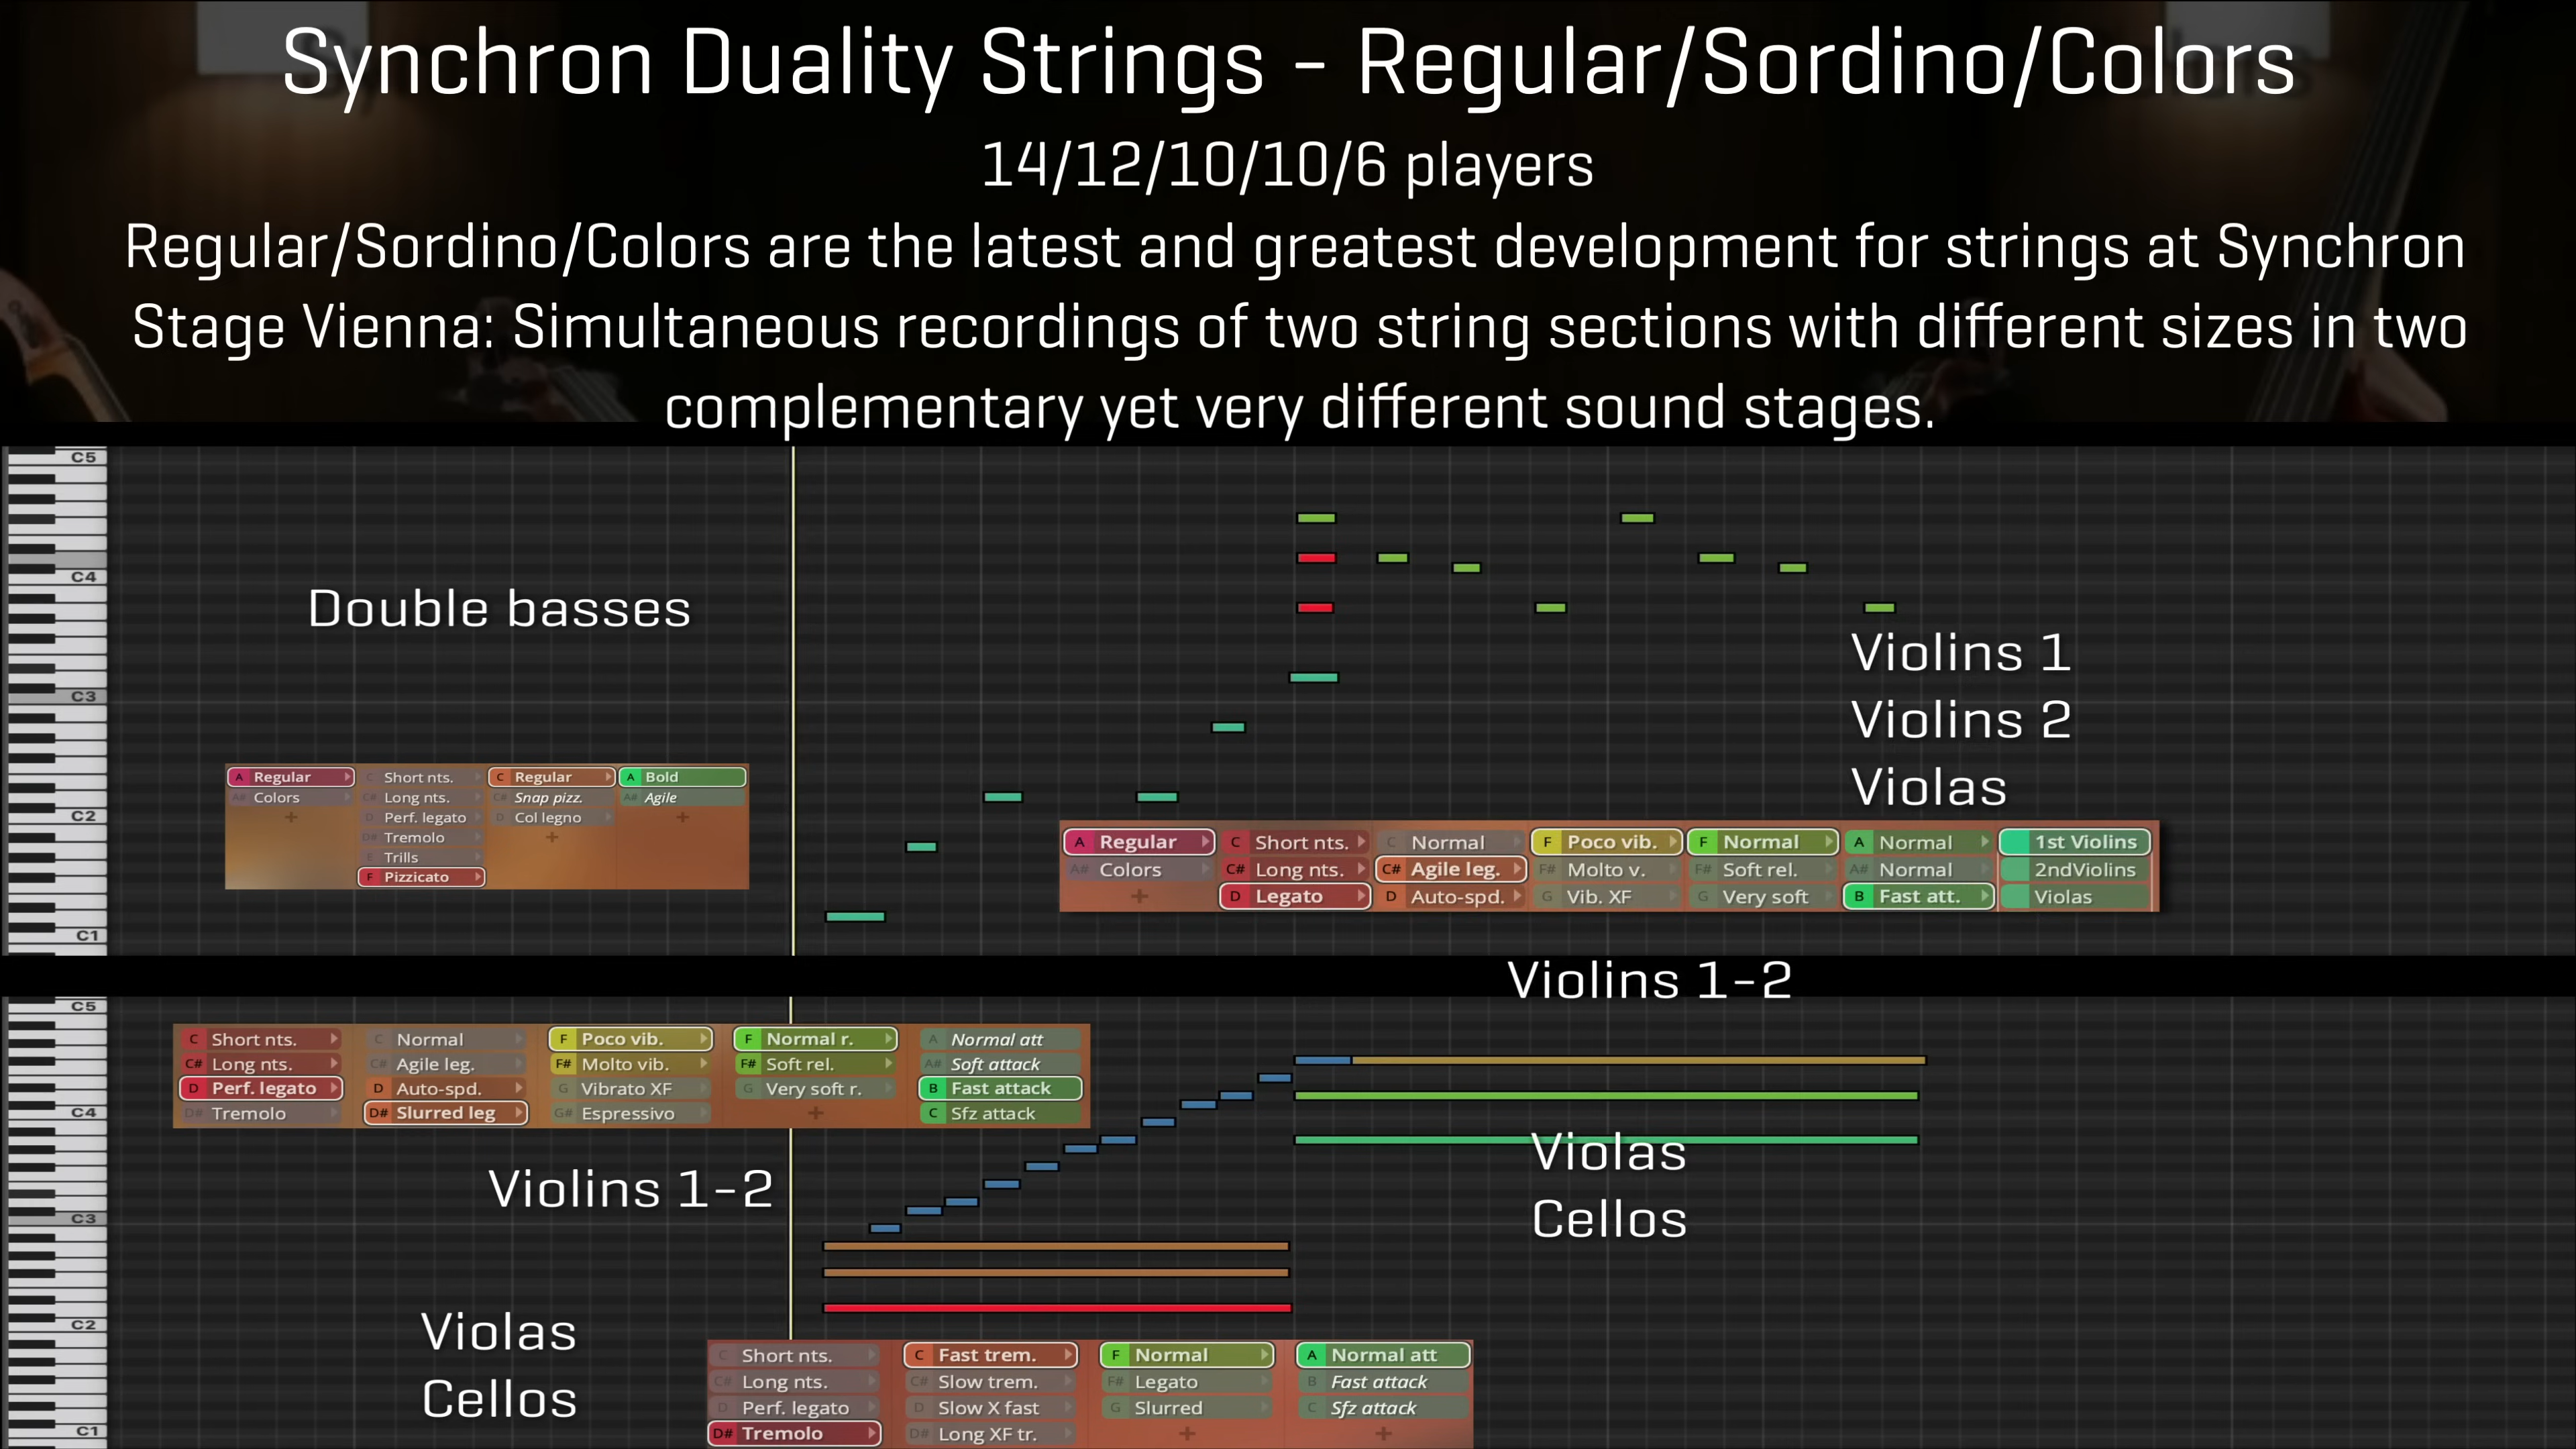 Synchron Duality Strings - Regular/Sordino/Colors
14/12/10/10/6 players
Regular/Sordino/Colors are the latest and greatest development for strings at Synchron
Stage Vienna: Simultaneous recordings of two string sections with different sizes in two
complementary yet very different sound stages.
C5
C4
C3
C2
C1
Double basses
A Regular C Short nts. C Regular A Bold
A# Colors C# Long nts. C# Snap pizz. A# Agile
+ D Perf. legato D Col legno +
D# Tremolo +
E Trills
F Pizzicato
Violins 1
Violins 2
Violas
A Regular C Short nts. C Normal F Poco vib. F Normal A Normal 1st Violins
A# Colors C# Long nts. C# Agile leg. F# Molto v. F# Soft rel. A# Normal 2ndViolins
+ D Legato D Auto-spd. G Vib. XF G Very soft B Fast att. Violas
Violins 1-2
C5
C4
C3
C2
C1
C Short nts. C Normal F Poco vib. F Normal r. A Normal att
C# Long nts. C# Agile leg. F# Molto vib. F# Soft rel. A# Soft attack
D Perf. legato D Auto-spd. G Vibrato XF G Very soft r. B Fast attack
D# Tremolo D# Slurred leg G# Espressivo + C Sfz attack
Violins 1-2
Violas
Cellos
Violas
Cellos
C Short nts. C Fast trem. F Normal A Normal att
C# Long nts. C# Slow trem. F# Legato B Fast attack
D Perf. legato D Slow X fast G Slurred C Sfz attack
D# Tremolo D# Long XF tr. + +